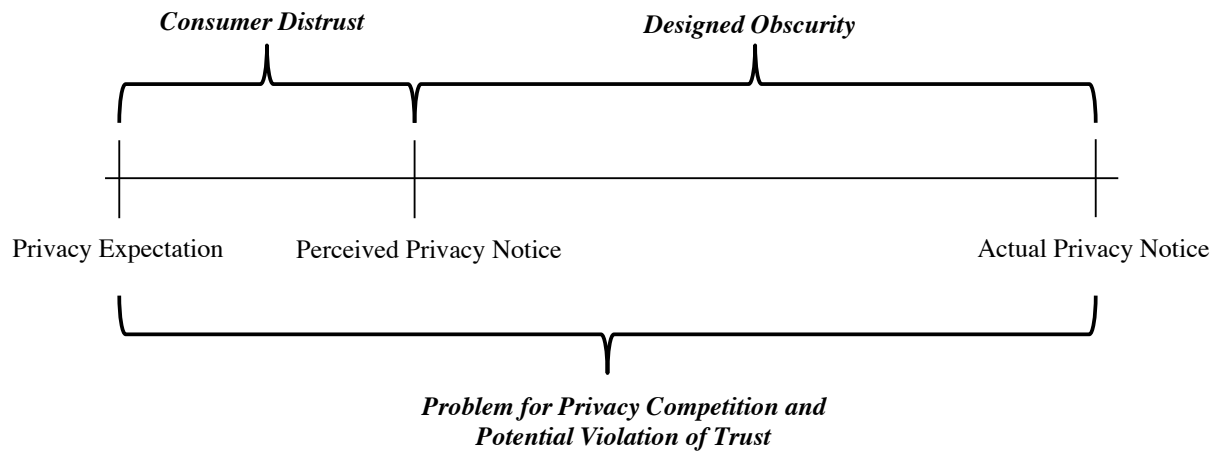 Consumer Distrust
Designed Obscurity
Privacy Expectation
Perceived Privacy Notice
Actual Privacy Notice
Problem for Privacy Competition and
Potential Violation of Trust